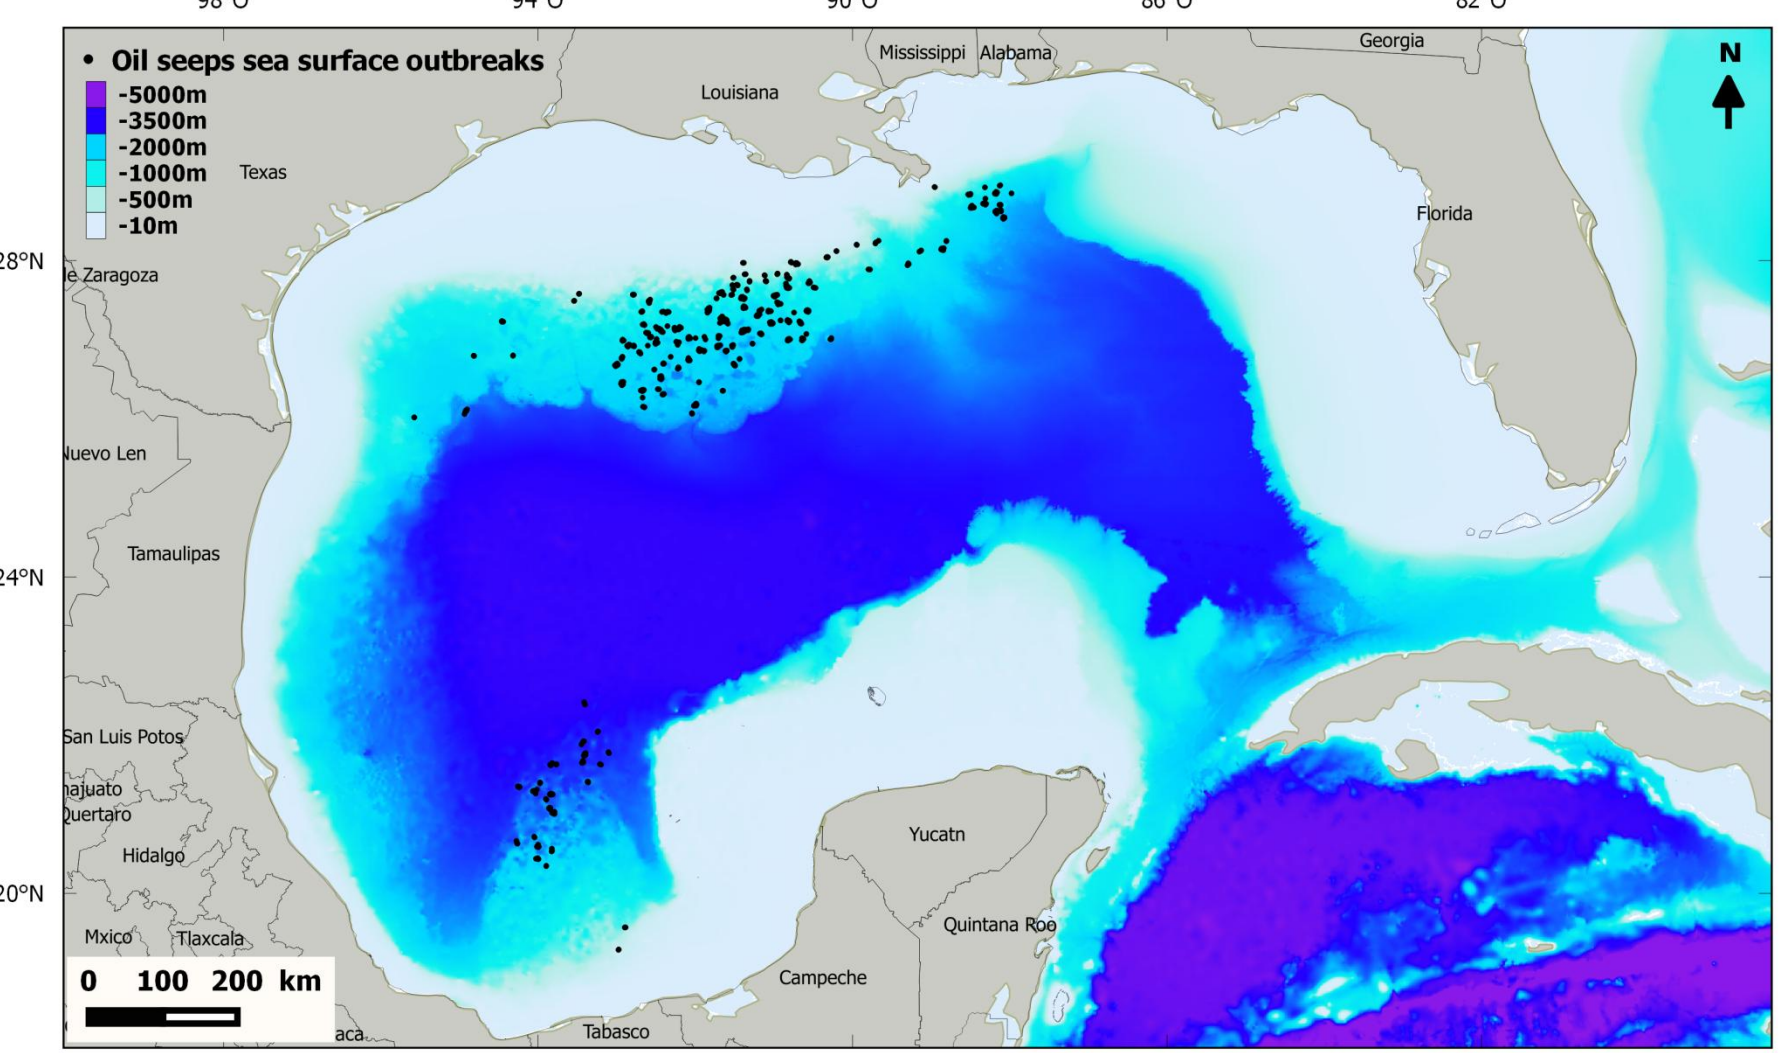 98°O 94°O 90°O 86°O 82°O
Georgia
N
Mississippi Alabama
• Oil seeps sea surface outbreaks
-5000m
-3500m
-2000m
-1000m
-500m
-10m
Louisiana
Texas
Florida
28°N
de Zaragoza
Nuevo Len
Tamaulipas
24°N
San Luis Potos
najuato
Quertaro
Yucatn
Hidalgo
20°N
Quintana Roo
Mxico Tlaxcala
Campeche
0 100 200 km
Tabasco
aca